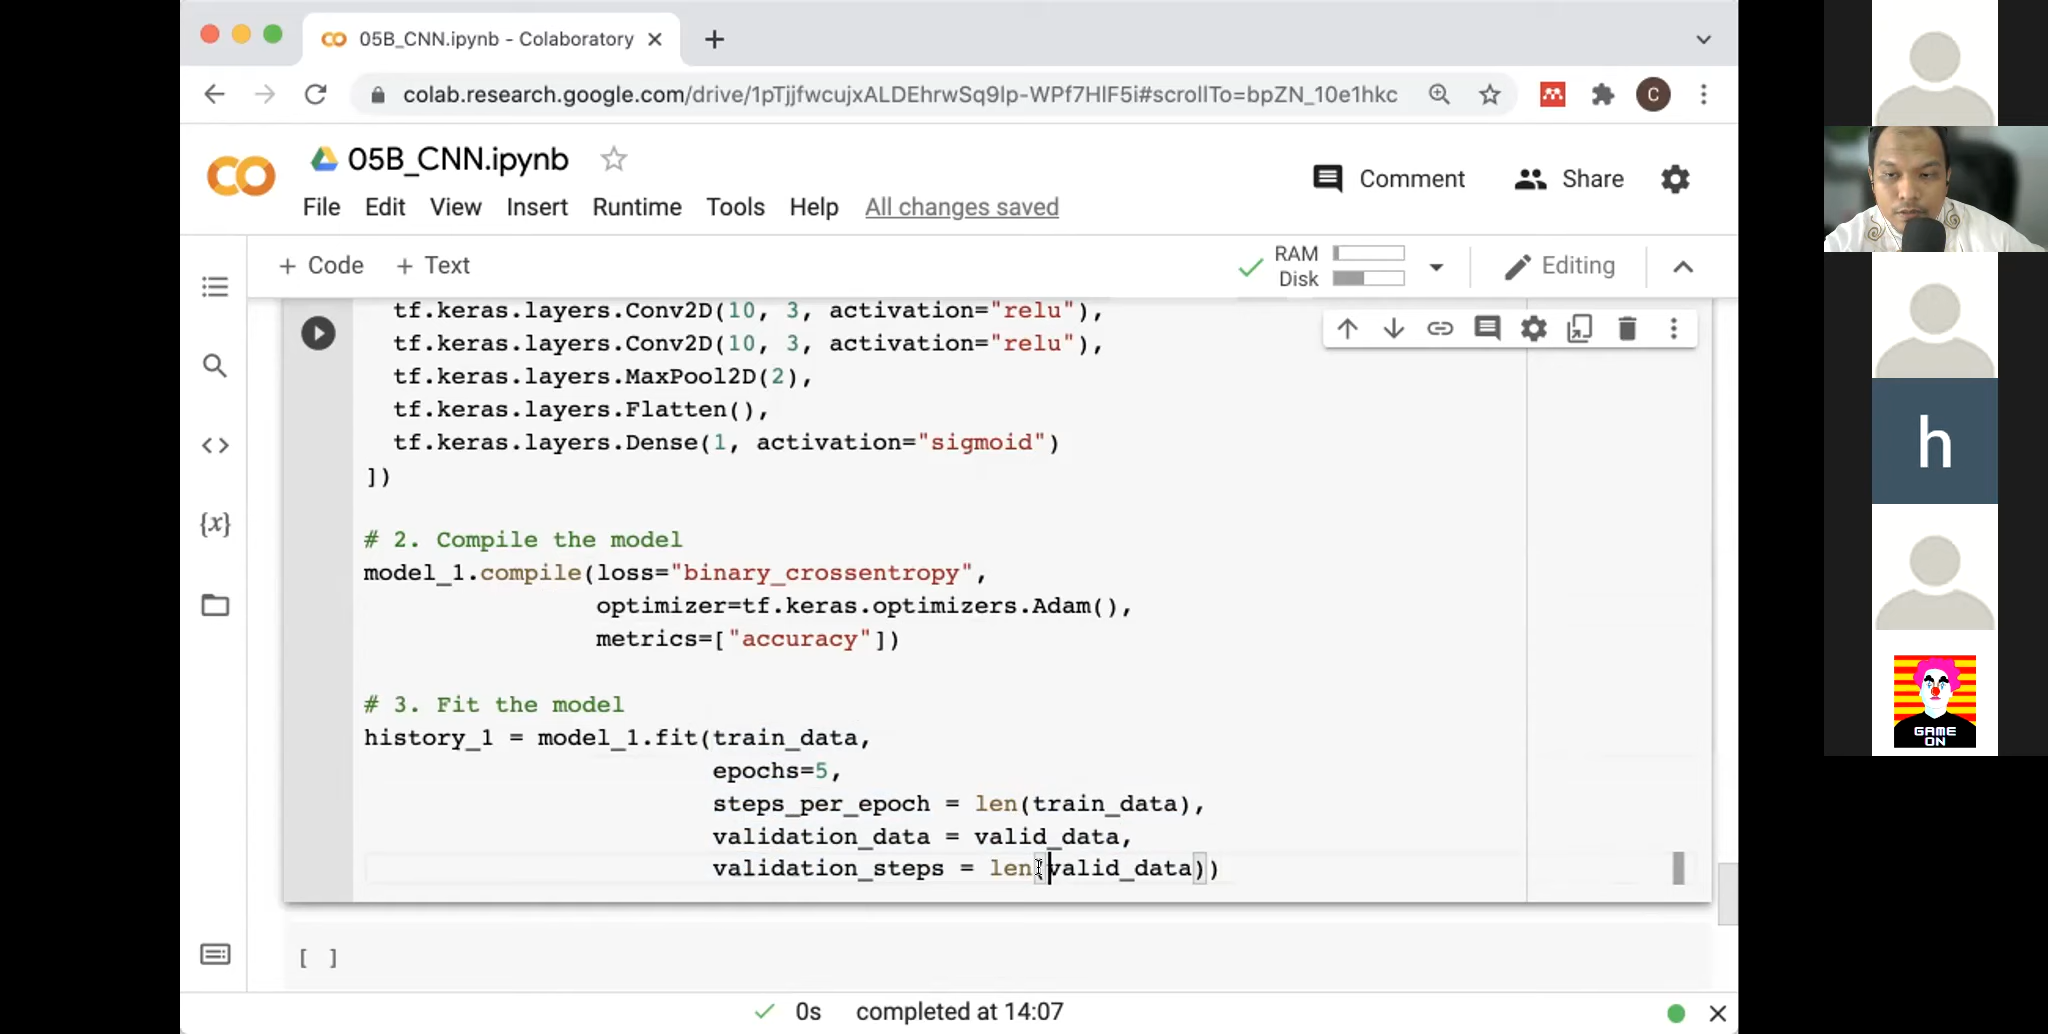 05B_CNN.ipynb - Colaboratory
colab.research.google.com/drive/1pTjjfwcujxALDEhrwSq9lp-WPf7HlF5i#scrollTo=bpZN_10e1hkc
C
05B_CNN.ipynb
Comment
Share
File Edit View Insert Runtime Tools Help All changes saved
+ Code + Text
RAM
Disk
Editing
tf.keras.layers.Conv2D(10, 3, activation="relu"),
tf.keras.layers.Conv2D(10, 3, activation="relu"),
tf.keras.layers.MaxPool2D(2),
tf.keras.layers.Flatten(),
tf.keras.layers.Dense(1, activation="sigmoid")
])
# 2. Compile the model
model_1.compile(loss="binary_crossentropy",
optimizer=tf.keras.optimizers.Adam(),
metrics=["accuracy"])
# 3. Fit the model
history_1 = model_1.fit(train_data,
epochs=5,
steps_per_epoch = len(train_data),
validation_data = valid_data,
validation_steps = len(valid_data))
[ ]
0s completed at 14:07
h
GAME
ON